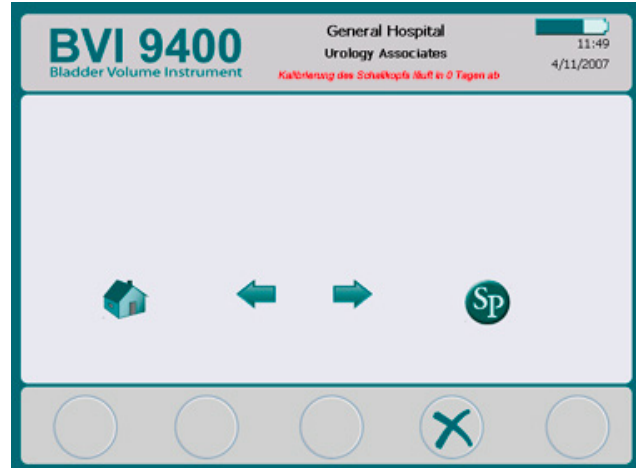 BVI 9400
Bladder Volume Instrument
General Hospital
Urology Associates
Kalibrierung des Schallkopfs läuft in 0 Tagen ab
11:49
4/11/2007
SP